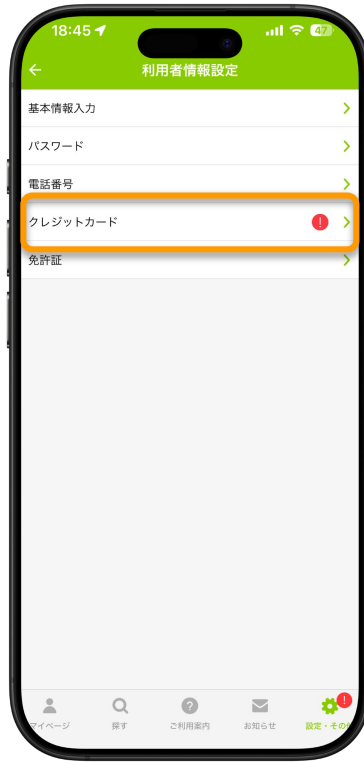 18:45
47
利用者情報設定
基本情報入力
パスワード
電話番号
クレジットカード
!
免許証
マイページ
探す
?
ご利用案内
お知らせ
!
設定・その他